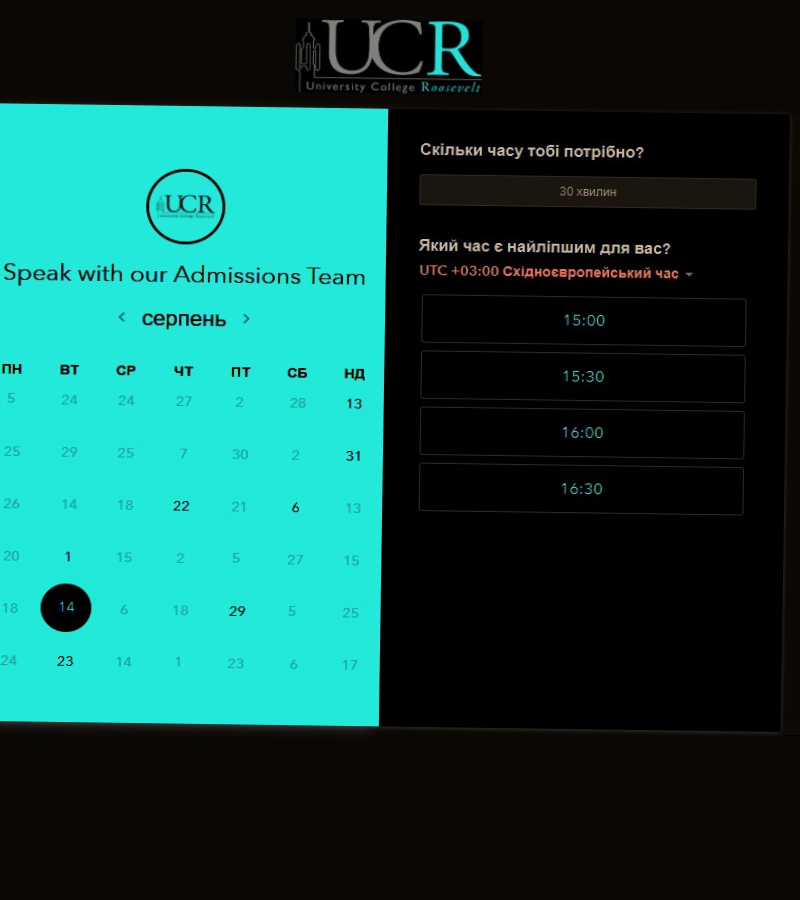 UCR
University College Roosevelt
UCR
University College Roosevelt
Speak with our Admissions Team
серпень
ПН ВТ СР ЧТ ПТ СБ НД
5 24 24 27 2 28 13
25 29 25 7 30 2 31
26 14 18 22 21 6 13
20 1 15 2 5 27 15
18 14 6 18 29 5 25
24 23 14 1 23 6 17
Скільки часу тобі потрібно?
30 хвилин
Який час є найліпшим для вас?
UTC +03:00 Східноєвропейський час
15:00
15:30
16:00
16:30